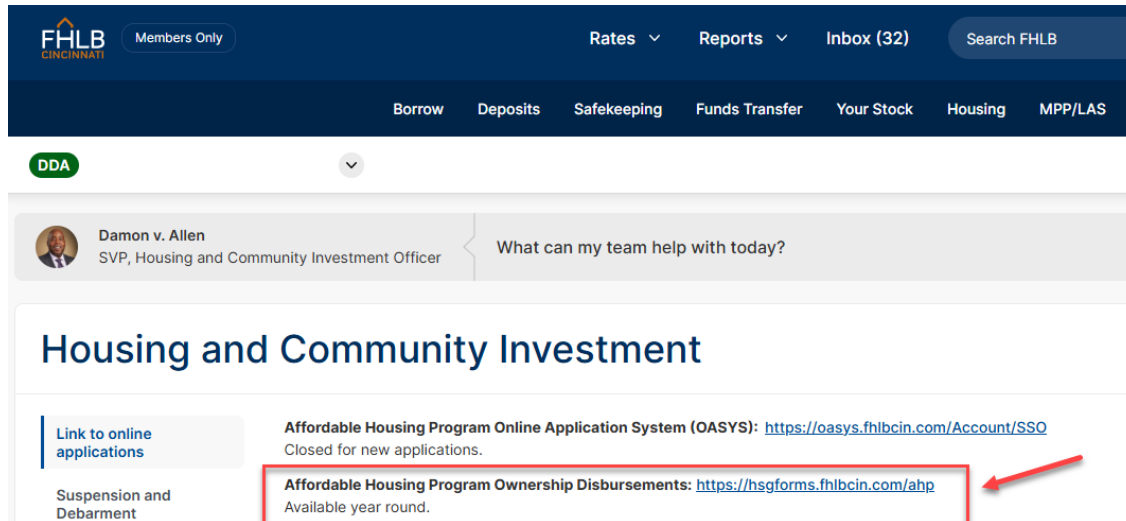 FHLB
CINCINNATI
Members Only
Rates
Reports
Inbox (32)
Search FHLB
Borrow
Deposits
Safekeeping
Funds Transfer
Your Stock
Housing
MPP/LAS
DDA
Damon v. Allen
SVP, Housing and Community Investment Officer
What can my team help with today?
Housing and Community Investment
Link to online
applications
Suspension and
Debarment
Affordable Housing Program Online Application System (OASYS): https://oasys.fhlbcin.com/Account/SSO
Closed for new applications.
Affordable Housing Program Ownership Disbursements: https://hsgforms.fhlbcin.com/ahp
Available year round.